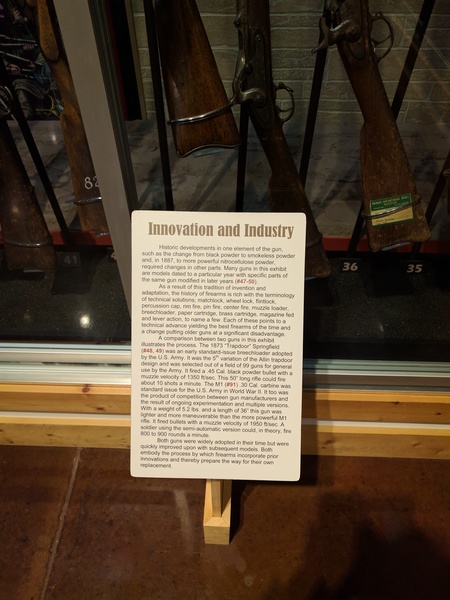 Innovation and Industry
Historic developments in one element of the gun,
such as the change from black powder to smokeless powder
and, in 1887, to more powerful nitrocellulose powder,
required changes in other parts. Many guns in this exhibit
are models dated to a particular year with specific parts of
the same gun modified in later years (#47-50).
As a result of this tradition of invention and
adaptation, the history of firearms is rich with the terminology
of technical solutions; matchlock, wheel lock, flintlock,
percussion cap, rim fire, pin fire, center fire, muzzle loader,
breechloader, paper cartridge, brass cartridge, magazine fed
and lever action, to name a few. Each of these points to a
technical advance yielding the best firearms of the time and
a change putting older guns at a significant disadvantage.
A comparison between two guns in this exhibit
illustrates the process. The 1873 "Trapdoor" Springfield
(#48, 49) was an early standard-issue breechloader adopted
by the U.S. Army. It was the 5th variation of the Allin trapdoor
design and was selected out of a field of 99 guns for general
use by the Army. It fired a .45 Cal. black powder bullet with a
muzzle velocity of 1350 ft/sec. This 50" long rifle could fire
about 10 shots a minute. The M1 (#91) .30 Cal. carbine was
standard issue for the U.S. Army in World War II. It too was
the product of competition between gun manufacturers and
the result of ongoing experimentation and multiple versions.
With a weight of 5.2 lbs. and a length of 36" this gun was
lighter and more maneuverable than the more powerful M1
rifle. It fired bullets with a muzzle velocity of 1950 ft/sec. A
soldier using the semi-automatic version could, in theory, fire
800 to 900 rounds a minute.
Both guns were widely adopted in their time but were
quickly improved upon with subsequent models. Both
embody the process by which firearms incorporate prior
innovations and thereby prepare the way for their own
replacement.
82
41
36
35